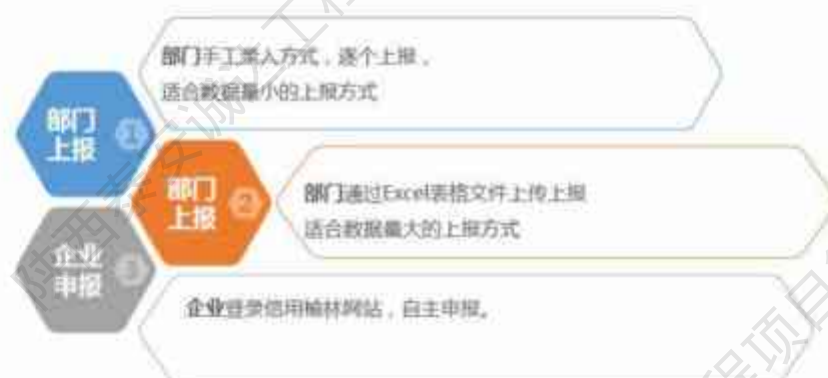 部门手工录入方式，逐个上报，
适合数据量小的上报方式
部门
上报
1
部门
上报
2
部门通过Excel表格文件上传上报
适合数据量大的上报方式
企业
申报
3
企业登录信用榆林网站，自主申报。